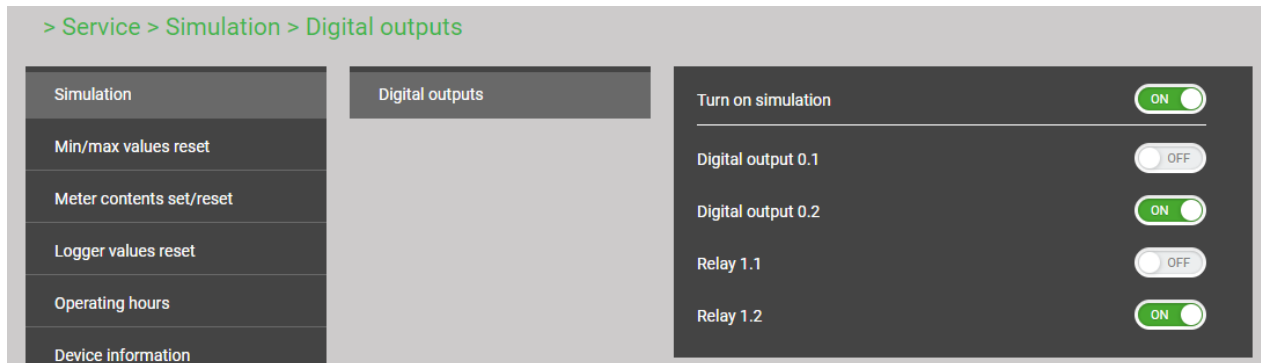 > Service > Simulation > Digital outputs
Simulation
Min/max values reset
Meter contents set/reset
Logger values reset
Operating hours
Device information
Digital outputs
Turn on simulation ON
Digital output 0.1 OFF
Digital output 0.2 ON
Relay 1.1 OFF
Relay 1.2 ON